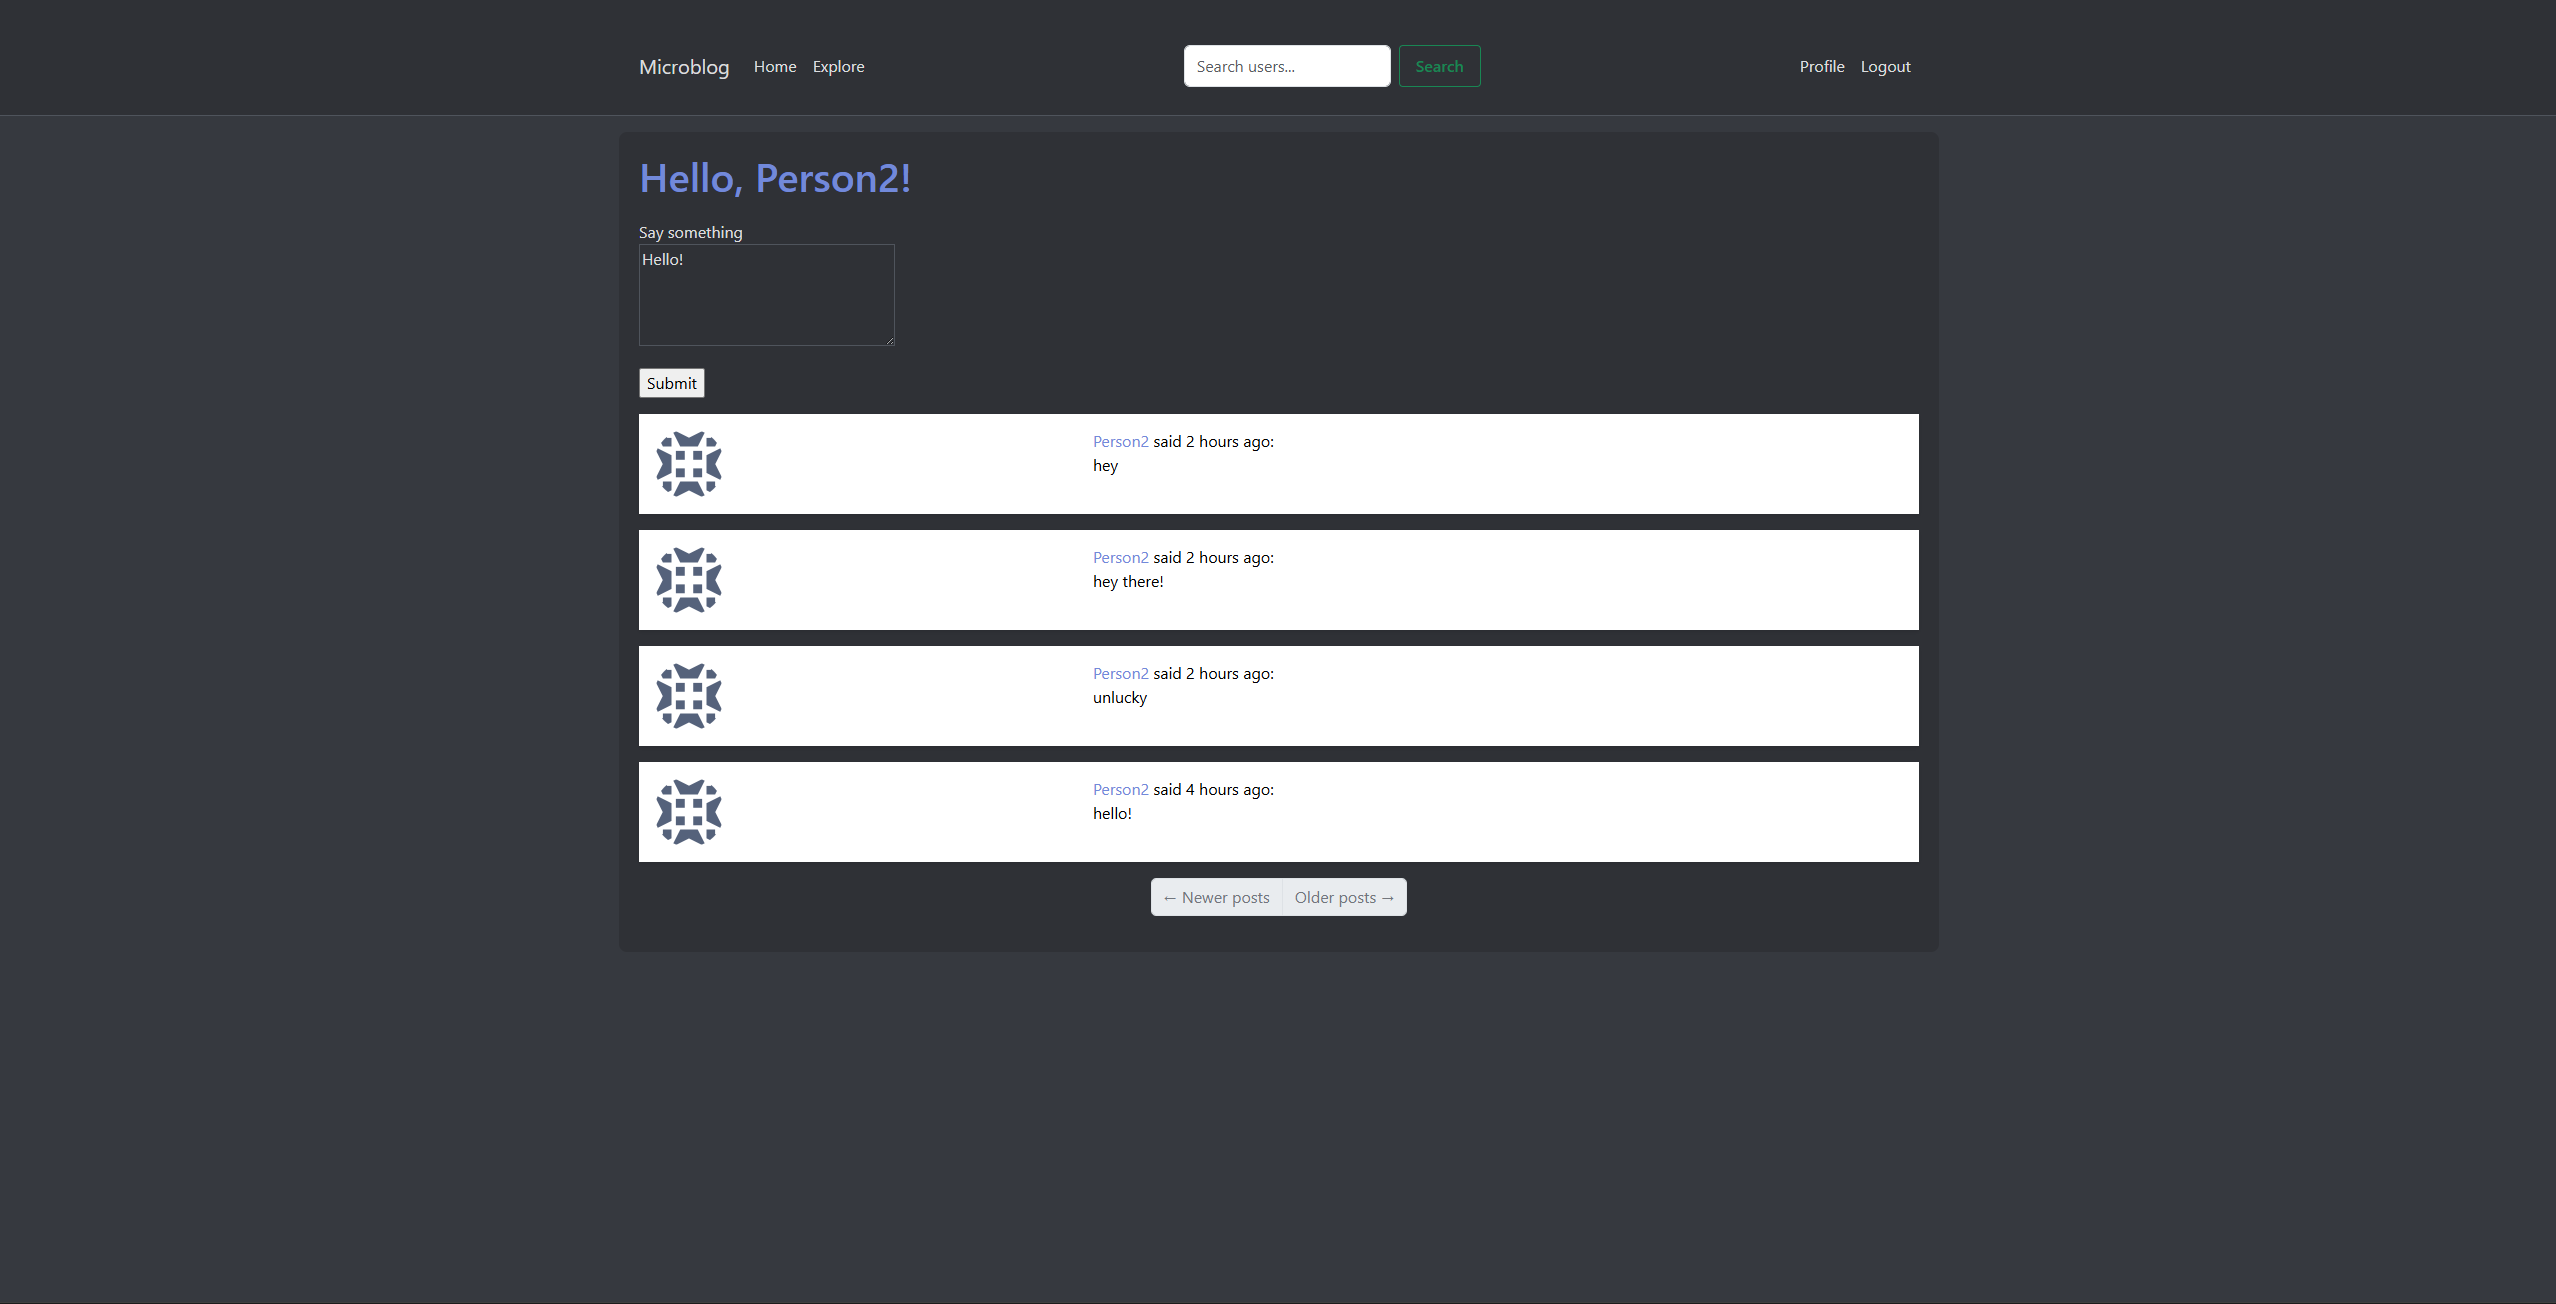 Microblog Home Explore Search users... Search Profile Logout
Hello, Person2!
Say something
Hello!
Submit
Person2 said 2 hours ago:
hey
Person2 said 2 hours ago:
hey there!
Person2 said 2 hours ago:
unlucky
Person2 said 4 hours ago:
hello!
← Newer posts Older posts →